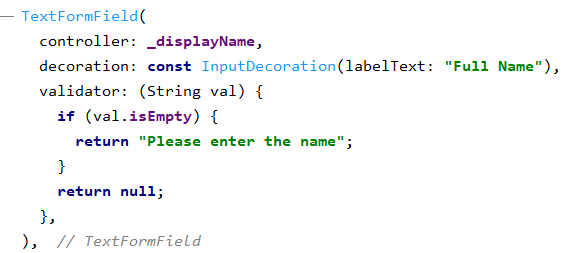 TextFormField(
  controller: _displayName,
  decoration: const InputDecoration(labelText: "Full Name"),
  validator: (String val) {
    if (val.isEmpty) {
      return "Please enter the name";
    }
    return null;
  },
),  // TextFormField